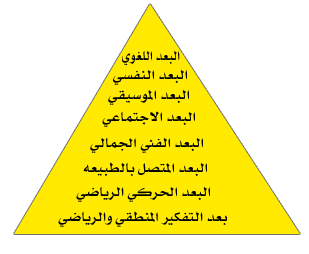 البعد اللغوي
البعد النفسي
البعد الموسيقي
البعد الاجتماعي
البعد الفني الجمالي
البعد المتصل بالطبيعه
البعد الحركي الرياضي
بعد التفكير المنطقي والرياضي